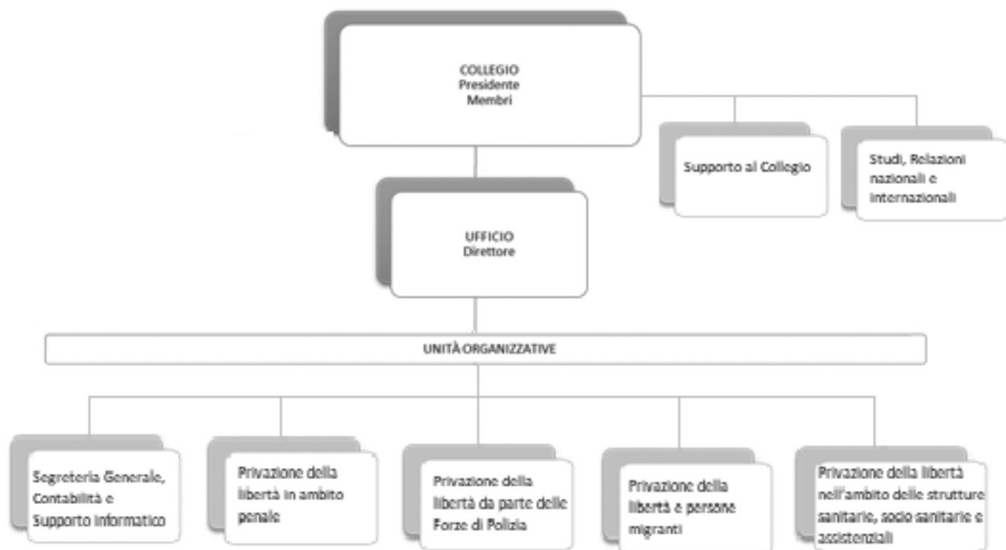 COLLEGIO
Presidente
Membri
Supporto al Collegio
Studi, Relazioni
nazionali e
internazionali
UFFICIO
Direttore
UNITÀ ORGANIZZATIVE
Segreteria Generale,
Contabilità e
Supporto informatico
Privazione della
libertà in ambito
penale
Privazione della
libertà da parte delle
Forze di Polizia
Privazione della
libertà e persone
migranti
Privazione della libertà
nell'ambito delle strutture
sanitarie, socio sanitarie e
assistenziali